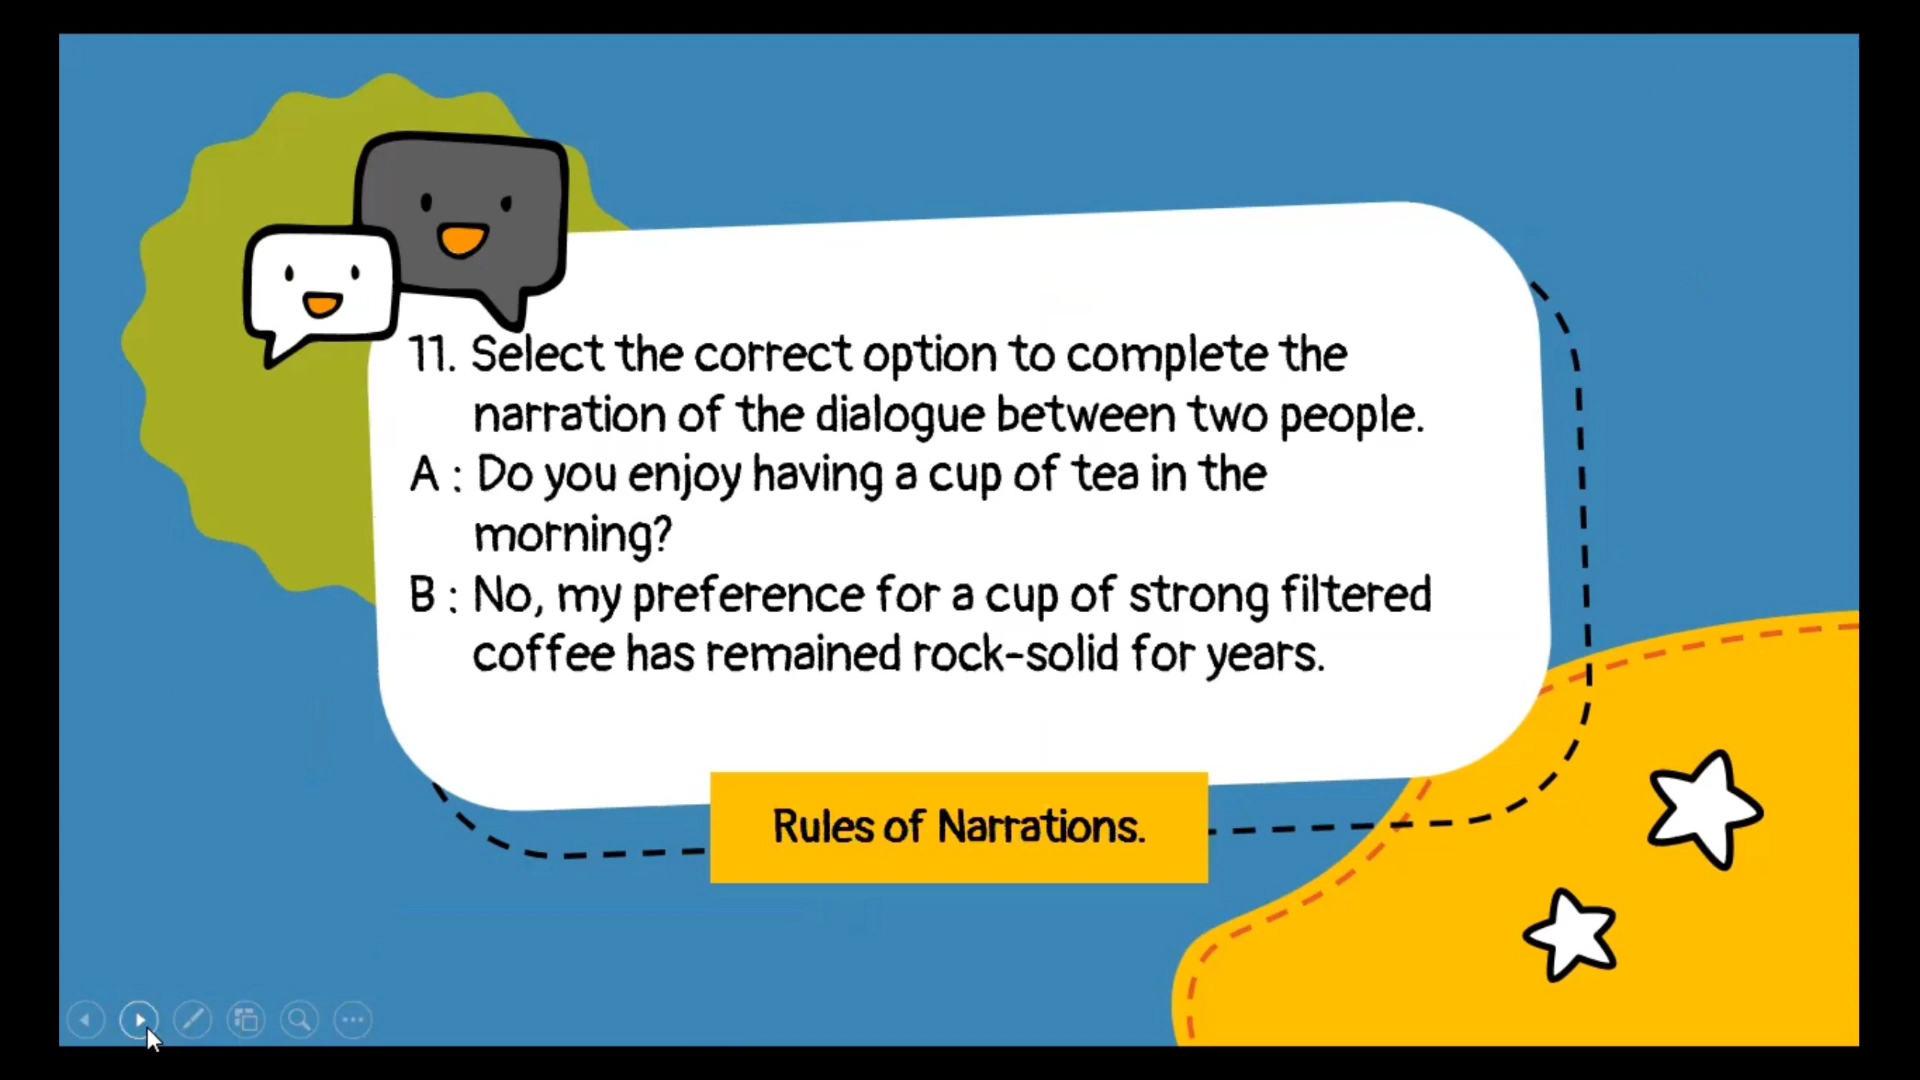 11. Select the correct option to complete the
narration of the dialogue between two people.
A : Do you enjoy having a cup of tea in the
morning?
B : No, my preference for a cup of strong filtered
coffee has remained rock-solid for years.
Rules of Narrations.